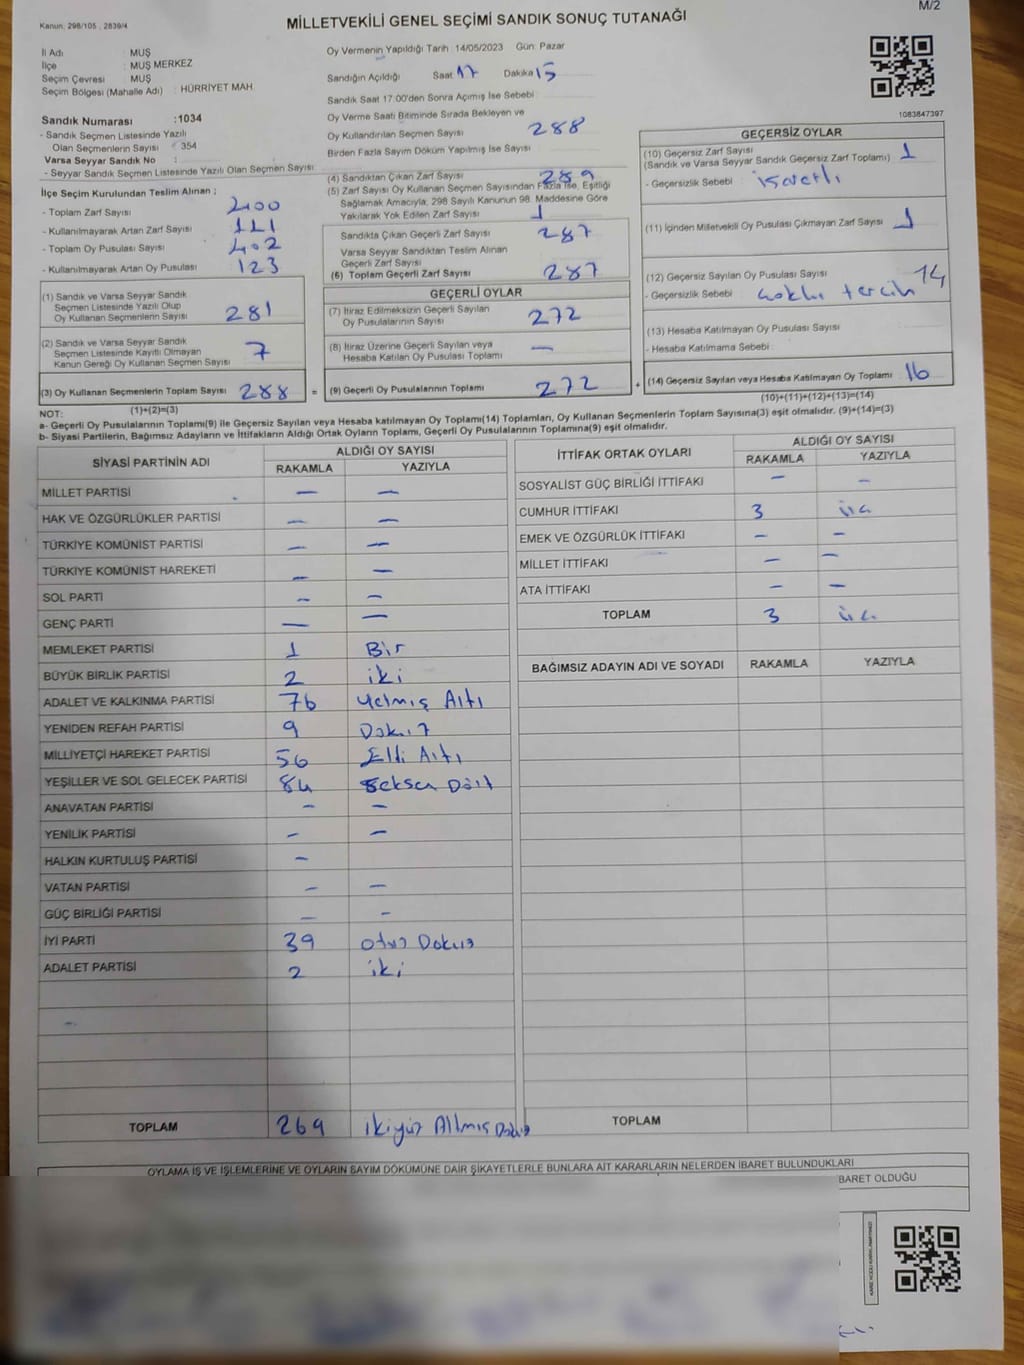 M/2
Kanun, 298/105 , 2839/4
MİLLETVEKİLİ GENEL SEÇİMİ SANDIK SONUÇ TUTANAĞI
İl Adı : MUŞ
İlçe : MUŞ MERKEZ
Seçim Çevresi : MUŞ
Seçim Bölgesi (Mahalle Adı) : HÜRRİYET MAH.
Sandık Numarası :1034
- Sandık Seçmen Listesinde Yazılı
Olan Seçmenlerin Sayısı : 354
Varsa Seyyar Sandık No :
- Seyyar Sandık Seçmen Listesinde Yazılı Olan Seçmen Sayısı :
İlçe Seçim Kurulundan Teslim Alınan ;
- Toplam Zarf Sayısı 400
- Kullanılmayarak Artan Zarf Sayısı 111
- Toplam Oy Pusulası Sayısı 402
- Kullanılmayarak Artan Oy Pusulası 123
(1) Sandık ve Varsa Seyyar Sandık
Seçmen Listesinde Yazılı Olup
Oy Kullanan Seçmenlerin Sayısı 281
(2) Sandık ve Varsa Seyyar Sandık
Seçmen Listesinde Kayıtlı Olmayan
Kanun Gereği Oy Kullanan Seçmen Sayısı 7
(3) Oy Kullanan Seçmenlerin Toplam Sayısı 288 =
(1)+(2)=(3)
Oy Vermenin Yapıldığı Tarih :14/05/2023 Gün: Pazar
Sandığın Açıldığı Saat 17 Dakika 15
Sandık Saat 17:00'den Sonra Açımış İse Sebebi :
Oy Verme Saati Bitiminde Sırada Bekleyen ve
Oy Kullandırılan Seçmen Sayısı 288
Birden Fazla Sayım Döküm Yapılmış İse Sayısı :
(4) Sandıktan Çıkan Zarf Sayısı 289
(5) Zarf Sayısı Oy Kullanan Seçmen Sayısından Fazla İse, Eşitliği
Sağlamak Amacıyla; 298 Sayılı Kanunun 98. Maddesine Göre
Yakılarak Yok Edilen Zarf Sayısı 1
Sandıkta Çıkan Geçerli Zarf Sayısı 287
Varsa Seyyar Sandıktan Teslim Alınan
Geçerli Zarf Sayısı
(6) Toplam Geçerli Zarf Sayısı 287
GEÇERLİ OYLAR
(7) İtiraz Edilmeksizin Geçerli Sayılan
Oy Pusulalarının Sayısı 272
(8) İtiraz Üzerine Geçerli Sayılan veya
Hesaba Katılan Oy Pusulası Toplamı —
(9) Geçerli Oy Pusulalarının Toplamı 272 +
1083847397
GEÇERSİZ OYLAR
(10) Geçersiz Zarf Sayısı 1
(Sandık ve Varsa Seyyar Sandık Geçersiz Zarf Toplamı)
- Geçersizlik Sebebi : işaretli
(11) İçinden Milletvekili Oy Pusulası Çıkmayan Zarf Sayısı 1
(12) Geçersiz Sayılan Oy Pusulası Sayısı 14
- Geçersizlik Sebebi : çoklu tercih
(13) Hesaba Katılmayan Oy Pusulası Sayısı
- Hesaba Katılmama Sebebi :
(14) Geçersiz Sayılan veya Hesaba Katılmayan Oy Toplamı 16
(10)+(11)+(12)+(13)=(14)
NOT:
a- Geçerli Oy Pusulalarının Toplamı(9) ile Geçersiz Sayılan veya Hesaba katılmayan Oy Toplamı(14) Toplamları, Oy Kullanan Seçmenlerin Toplam Sayısına(3) eşit olmalıdır. (9)+(14)=(3)
b- Siyasi Partilerin, Bağımsız Adayların ve İttifakların Aldığı Ortak Oyların Toplamı, Geçerli Oy Pusulalarının Toplamına(9) eşit olmalıdır.
SİYASİ PARTİNİN ADI ALDIĞI OY SAYISI
RAKAMLA YAZIYLA
MİLLET PARTİSİ — —
HAK VE ÖZGÜRLÜKLER PARTİSİ — —
TÜRKİYE KOMÜNİST PARTİSİ — —
TÜRKİYE KOMÜNİST HAREKETİ — —
SOL PARTİ — —
GENÇ PARTİ — —
MEMLEKET PARTİSİ 1 Bir
BÜYÜK BİRLİK PARTİSİ 2 iki
ADALET VE KALKINMA PARTİSİ 76 Yetmiş Altı
YENİDEN REFAH PARTİSİ 9 Dokuz
MİLLİYETÇİ HAREKET PARTİSİ 56 Elli Altı
YEŞİLLER VE SOL GELECEK PARTİSİ 84 Seksen Dört
ANAVATAN PARTİSİ — —
YENİLİK PARTİSİ — —
HALKIN KURTULUŞ PARTİSİ —
VATAN PARTİSİ — —
GÜÇ BİRLİĞİ PARTİSİ — —
İYİ PARTİ 39 Otuz Dokuz
ADALET PARTİSİ 2 iki
TOPLAM 269 ikiyüz Altmış Dokuz
İTTİFAK ORTAK OYLARI ALDIĞI OY SAYISI
RAKAMLA YAZIYLA
SOSYALİST GÜÇ BİRLİĞİ İTTİFAKI — —
CUMHUR İTTİFAKI 3 üç
EMEK VE ÖZGÜRLÜK İTTİFAKI — —
MİLLET İTTİFAKI — —
ATA İTTİFAKI — —
TOPLAM 3 üç
BAĞIMSIZ ADAYIN ADI VE SOYADI RAKAMLA YAZIYLA
TOPLAM
OYLAMA İŞ VE İŞLEMLERİNE VE OYLARIN SAYIM DÖKÜMÜNE DAİR ŞİKAYETLERLE BUNLARA AİT KARARLARIN NELERDEN İBARET BULUNDUKLARI
BARET OLDUĞU